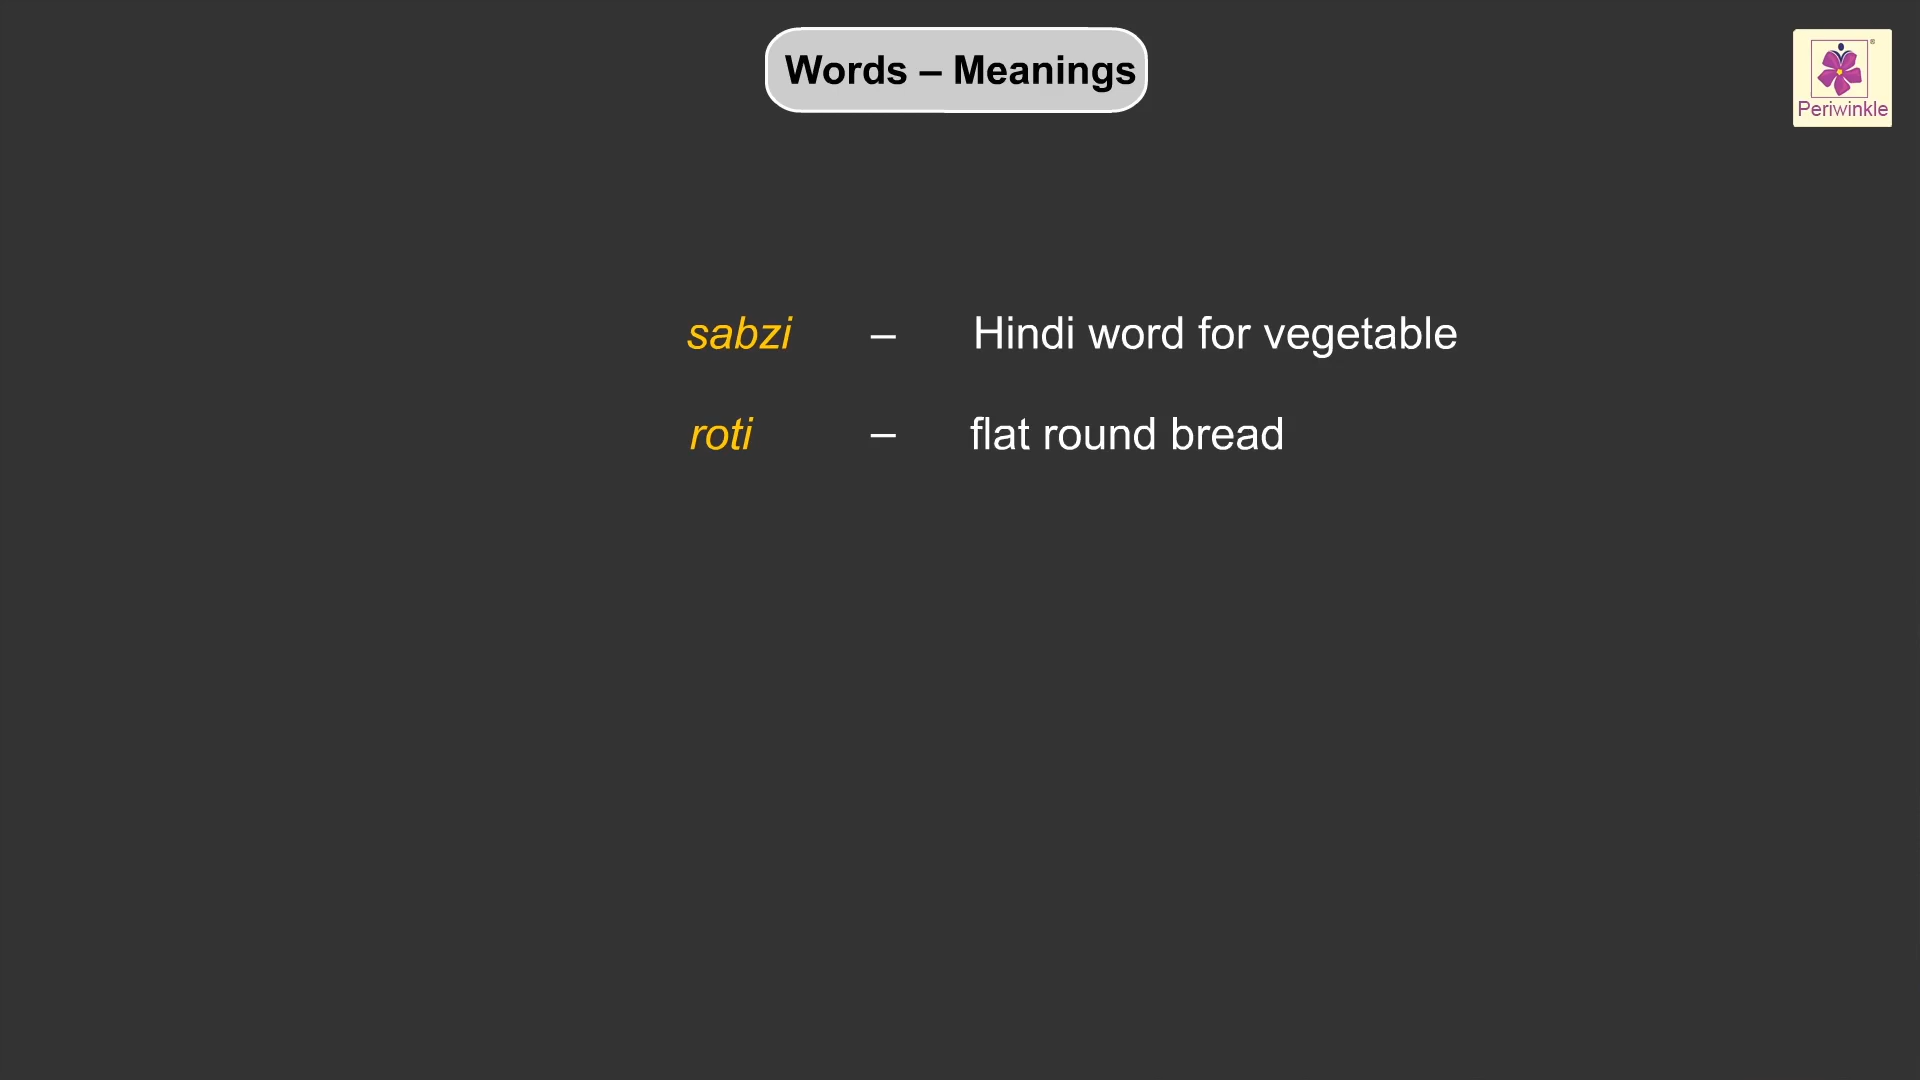 Words – Meanings
Periwinkle
sabzi – Hindi word for vegetable
roti – flat round bread